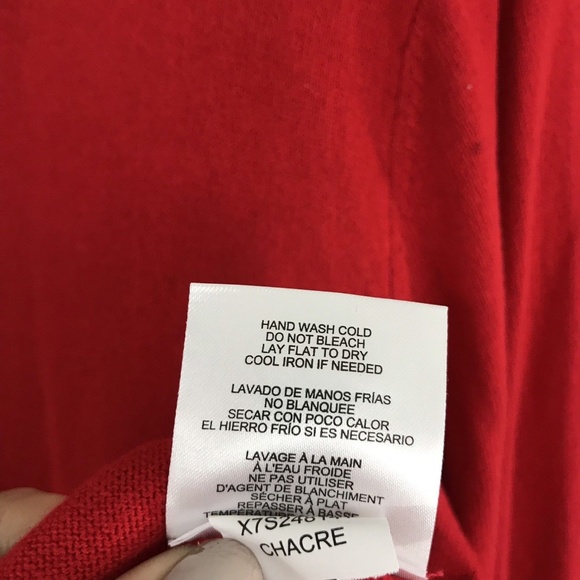 HAND WASH COLD
DO NOT BLEACH
LAY FLAT TO DRY
COOL IRON IF NEEDED
LAVADO DE MANOS FRÍAS
NO BLANQUEE
SECAR CON POCO CALOR
EL HIERRO FRÍO SI ES NECESARIO
LAVAGE À LA MAIN
À L'EAU FROIDE
NE PAS UTILISER
D'AGENT DE BLANCHIMENT
SÉCHER À PLAT
REPASSER À BASSE
CHACRE